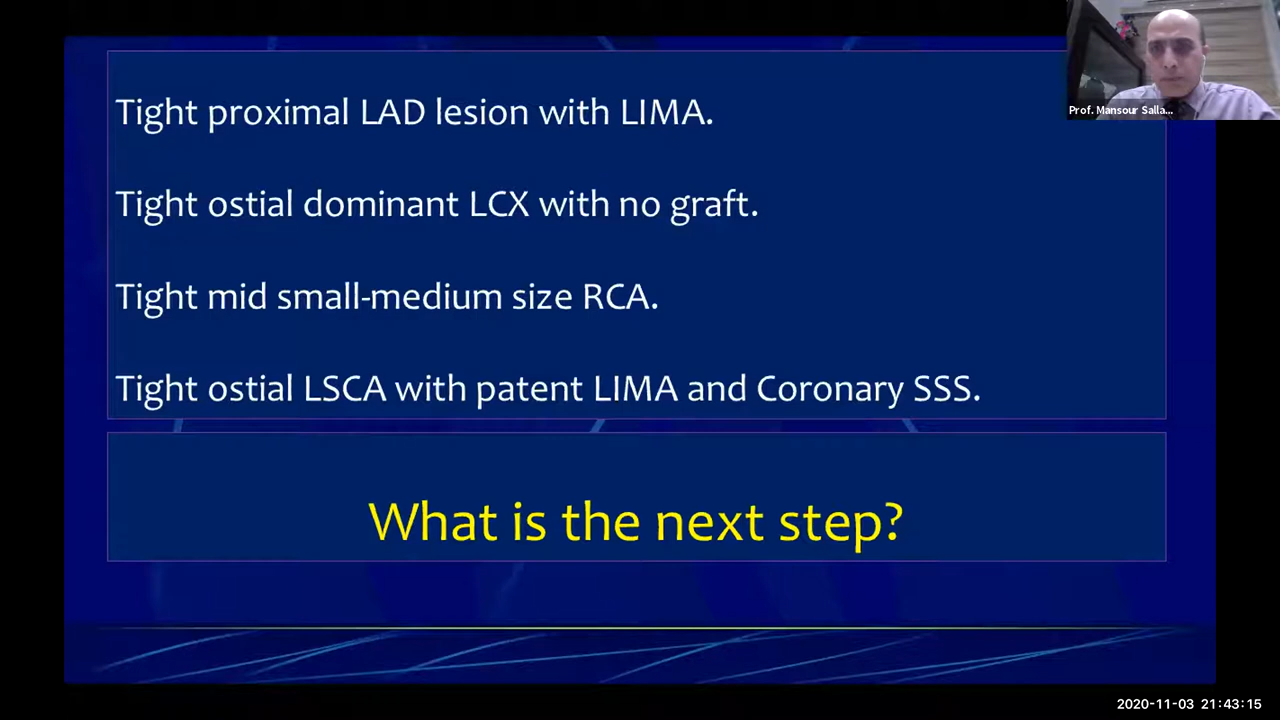 Prof. Mansour Salla...
Tight proximal LAD lesion with LIMA.
Tight ostial dominant LCX with no graft.
Tight mid small-medium size RCA.
Tight ostial LSCA with patent LIMA and Coronary SSS.
What is the next step?
2020-11-03 21:43:15